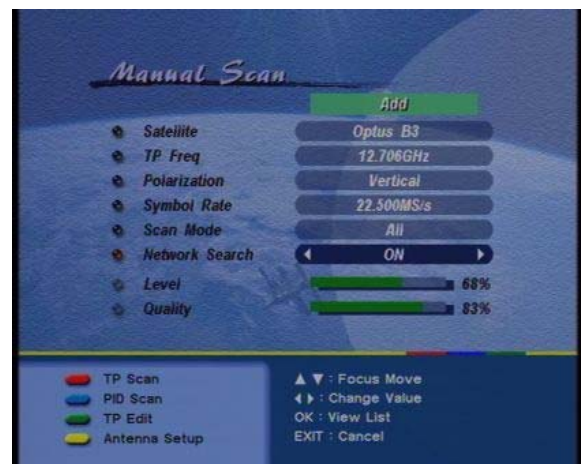 Manual Scan
Add
Satellite Optus B3
TP Freq 12.706GHz
Polarization Vertical
Symbol Rate 22.500MS/s
Scan Mode All
Network Search ON
Level 68%
Quality 83%
TP Scan
PID Scan
TP Edit
Antenna Setup
▲ ▼ : Focus Move
◀ ▶ : Change Value
OK : View List
EXIT : Cancel